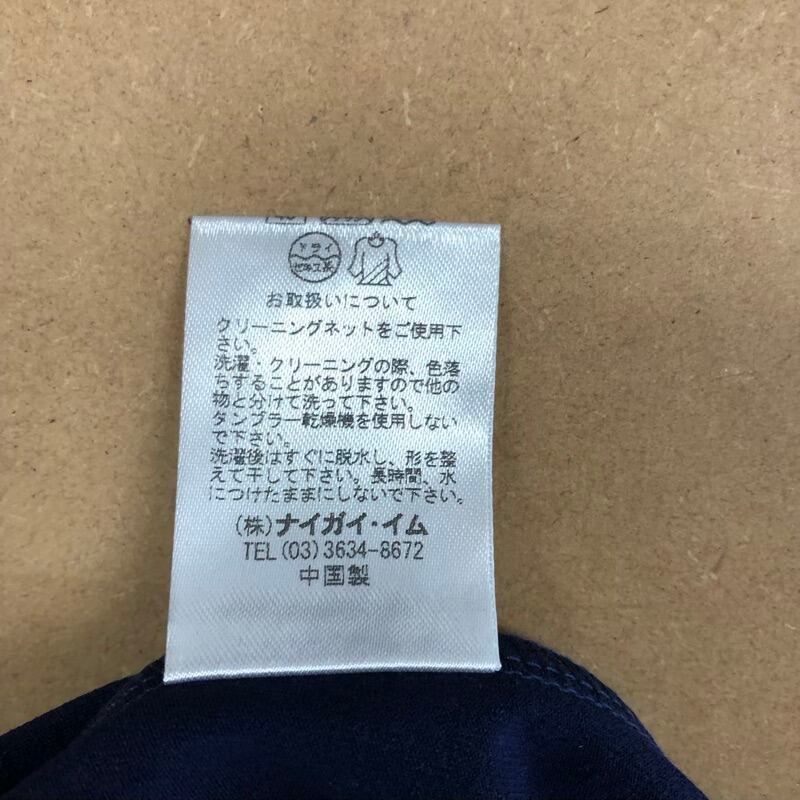 ドライ
セキユ系
お取扱いについて
クリーニングネットをご使用下
さい。
洗濯・クリーニングの際、色落
ちすることがありますので他の
物と分けて洗って下さい。
タンブラー乾燥機を使用しない
で下さい。
洗濯後はすぐに脱水し、形を整
えて干して下さい。長時間、水
につけたままにしないで下さい。
(株)ナイガイ・イム
TEL(03)3634-8672
中国製